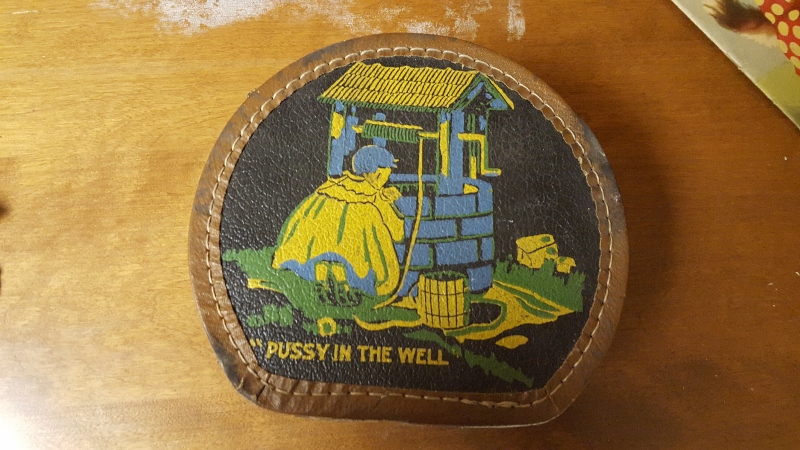 " PUSSY IN THE WELL